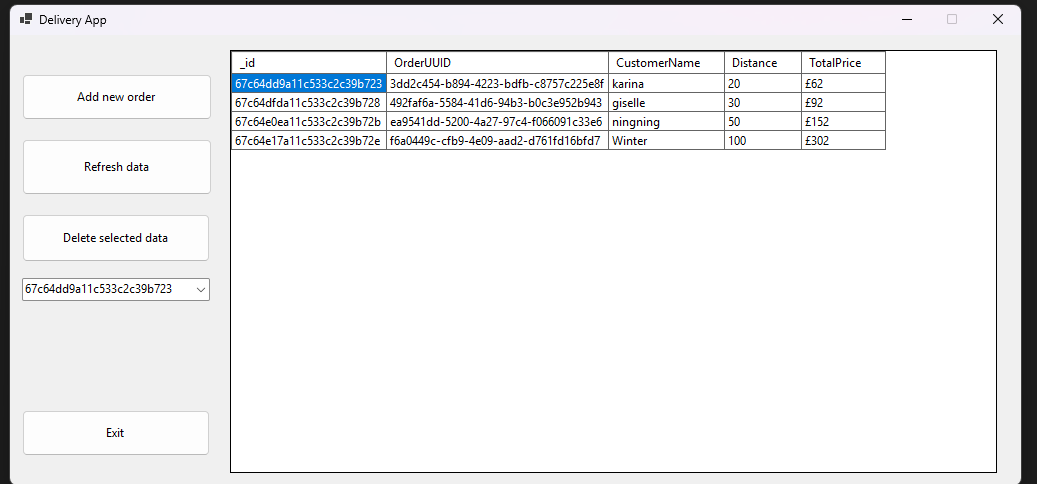 Delivery App
Add new order
Refresh data
Delete selected data
67c64dd9a11c533c2c39b723
Exit
_id OrderUUID CustomerName Distance TotalPrice
67c64dd9a11c533c2c39b723 3dd2c454-b894-4223-bdfb-c8757c225e8f karina 20 £62
67c64dfda11c533c2c39b728 492faf6a-5584-41d6-94b3-b0c3e952b943 giselle 30 £92
67c64e0ea11c533c2c39b72b ea9541dd-5200-4a27-97c4-f066091c33e6 ningning 50 £152
67c64e17a11c533c2c39b72e f6a0449c-cfb9-4e09-aad2-d761fd16bfd7 Winter 100 £302